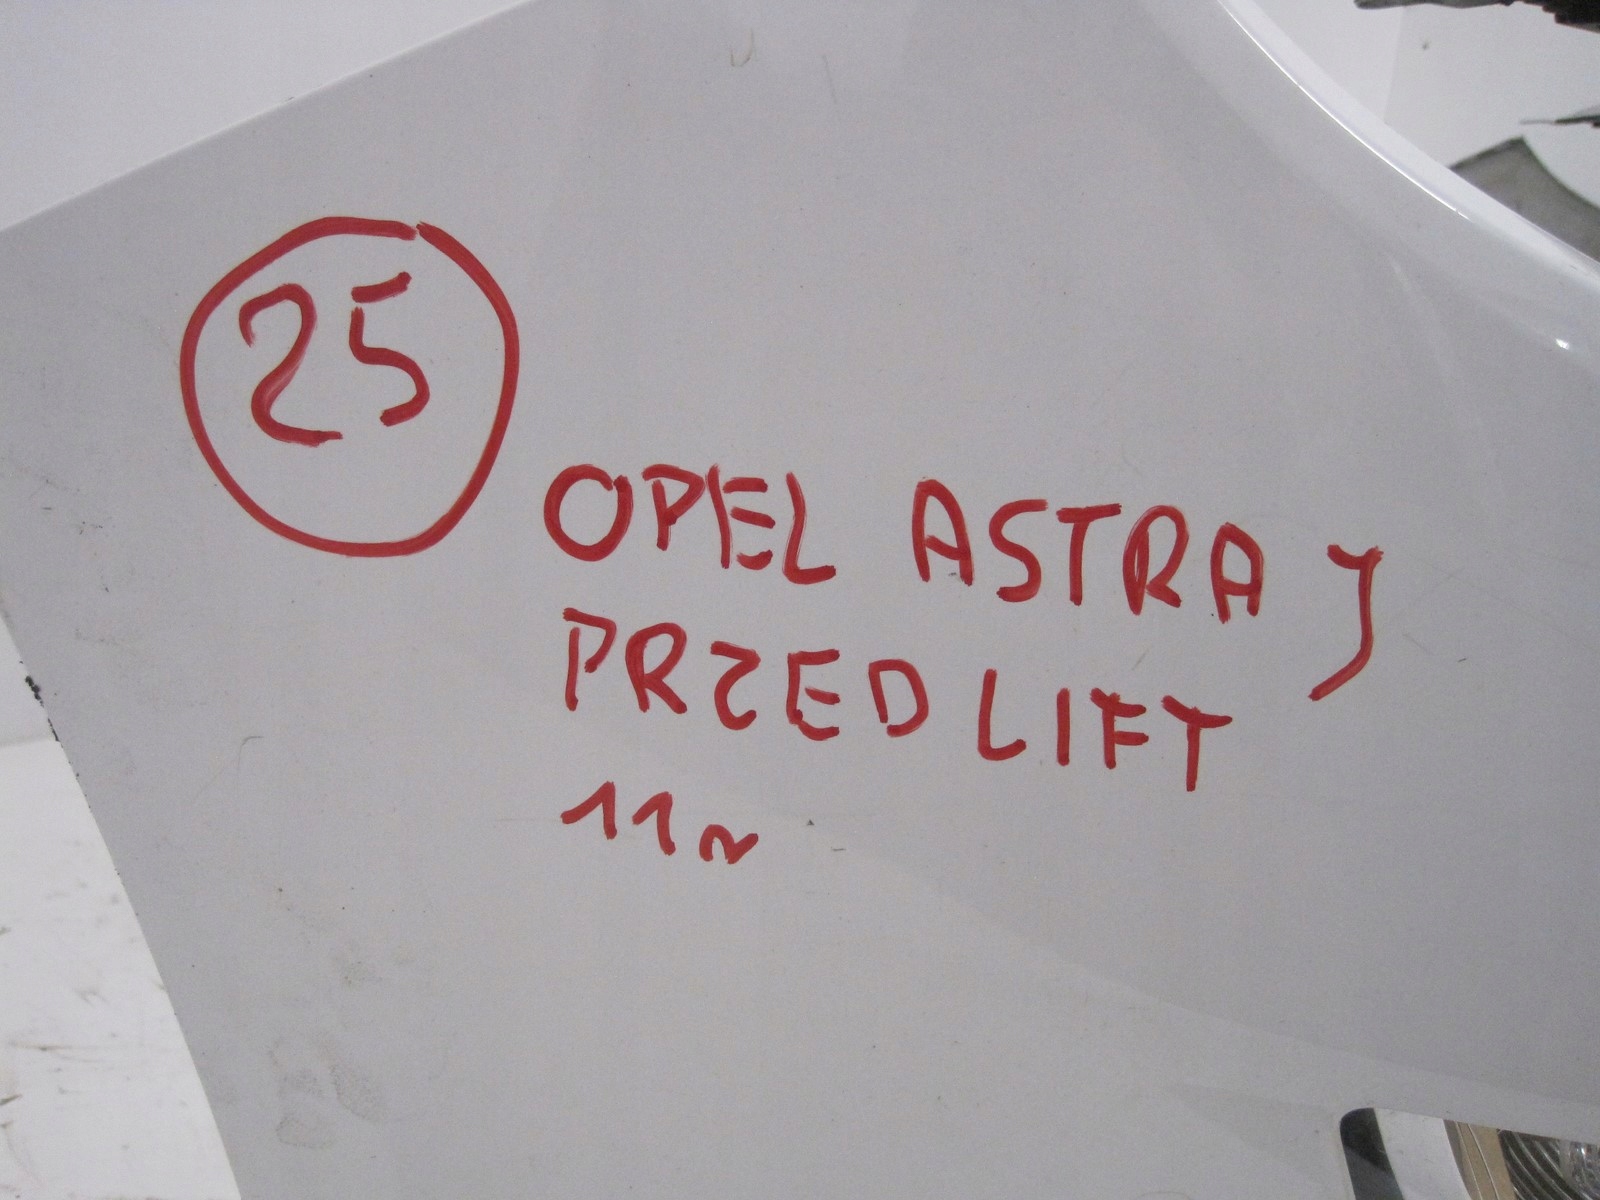 25
OPEL ASTRA J
PRZED LIFT
11r